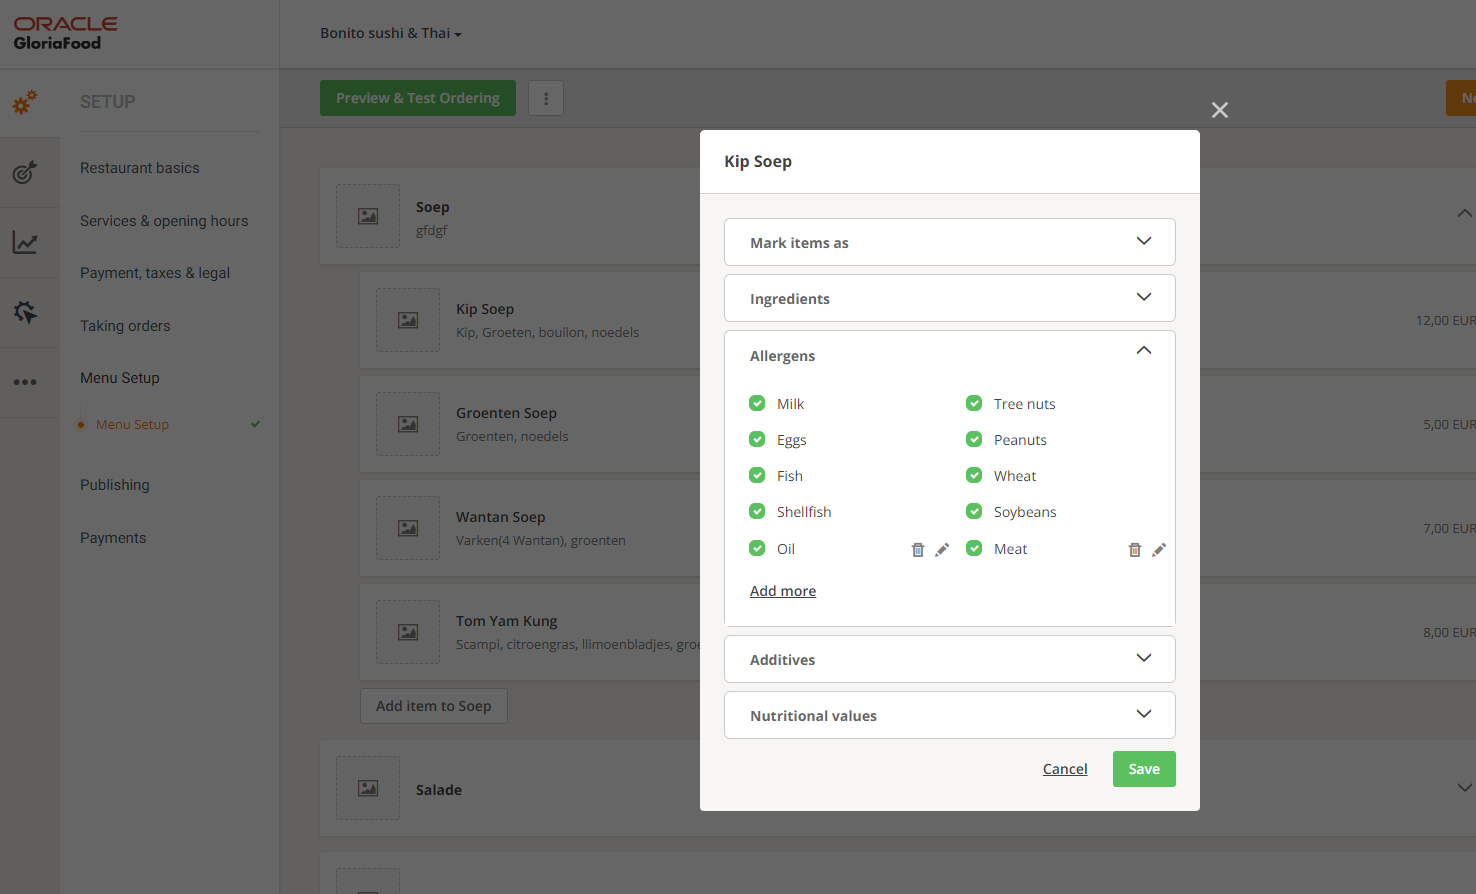 ORACLE
GloriaFood
Bonito sushi & Thai
SETUP
Preview & Test Ordering
Restaurant basics
Services & opening hours
Payment, taxes & legal
Taking orders
Menu Setup
Menu Setup
Publishing
Payments
Soep
gfdgf
Kip Soep
Kip, Groeten, bouilon, noedels
12,00 EUR
Groenten Soep
Groenten, noedels
5,00 EUR
Wantan Soep
Varken(4 Wantan), groenten
7,00 EUR
Tom Yam Kung
Scampi, citroengras, llimoenbladjes, groe
8,00 EUR
Add item to Soep
Salade
Kip Soep
Mark items as
Ingredients
Allergens
Milk
Tree nuts
Eggs
Peanuts
Fish
Wheat
Shellfish
Soybeans
Oil
Meat
Add more
Additives
Nutritional values
Cancel
Save